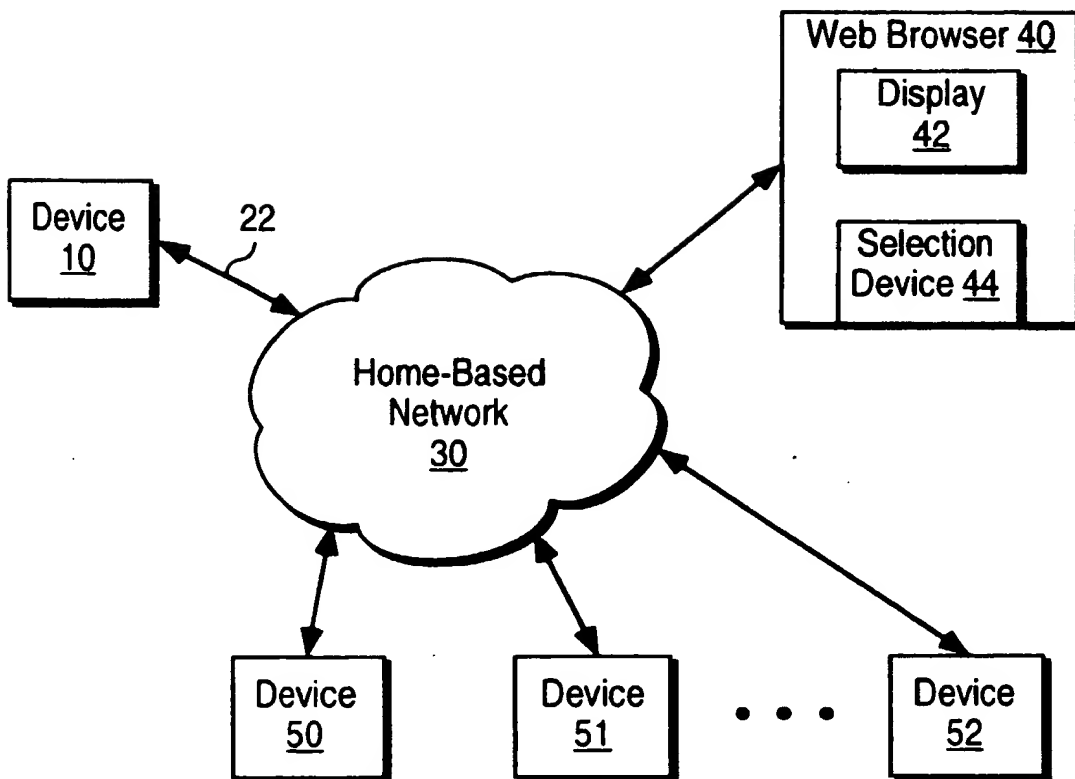 Web Browser 40
Display
42
Selection
Device 44
Device
10
22
Home-Based
Network
30
Device
50
Device
51
Device
52